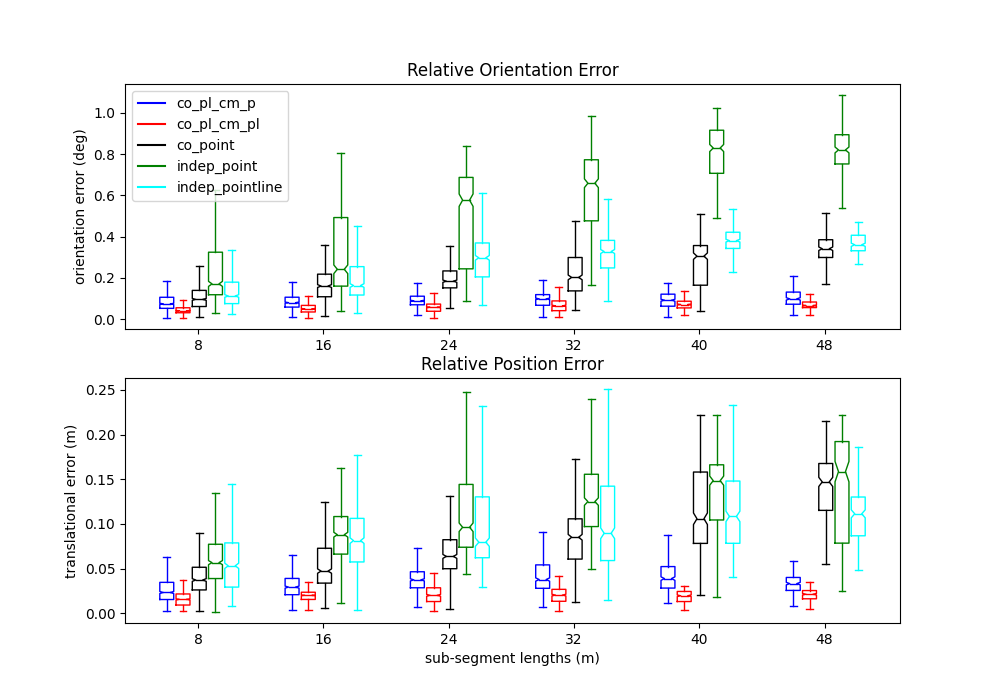 Relative Orientation Error
orientation error (deg)
1.0
0.8
0.6
0.4
0.2
0.0
co_pl_cm_p
co_pl_cm_pl
co_point
indep_point
indep_pointline
8 16 24 32 40 48
Relative Position Error
translational error (m)
0.25
0.20
0.15
0.10
0.05
0.00
8 16 24 32 40 48
sub-segment lengths (m)